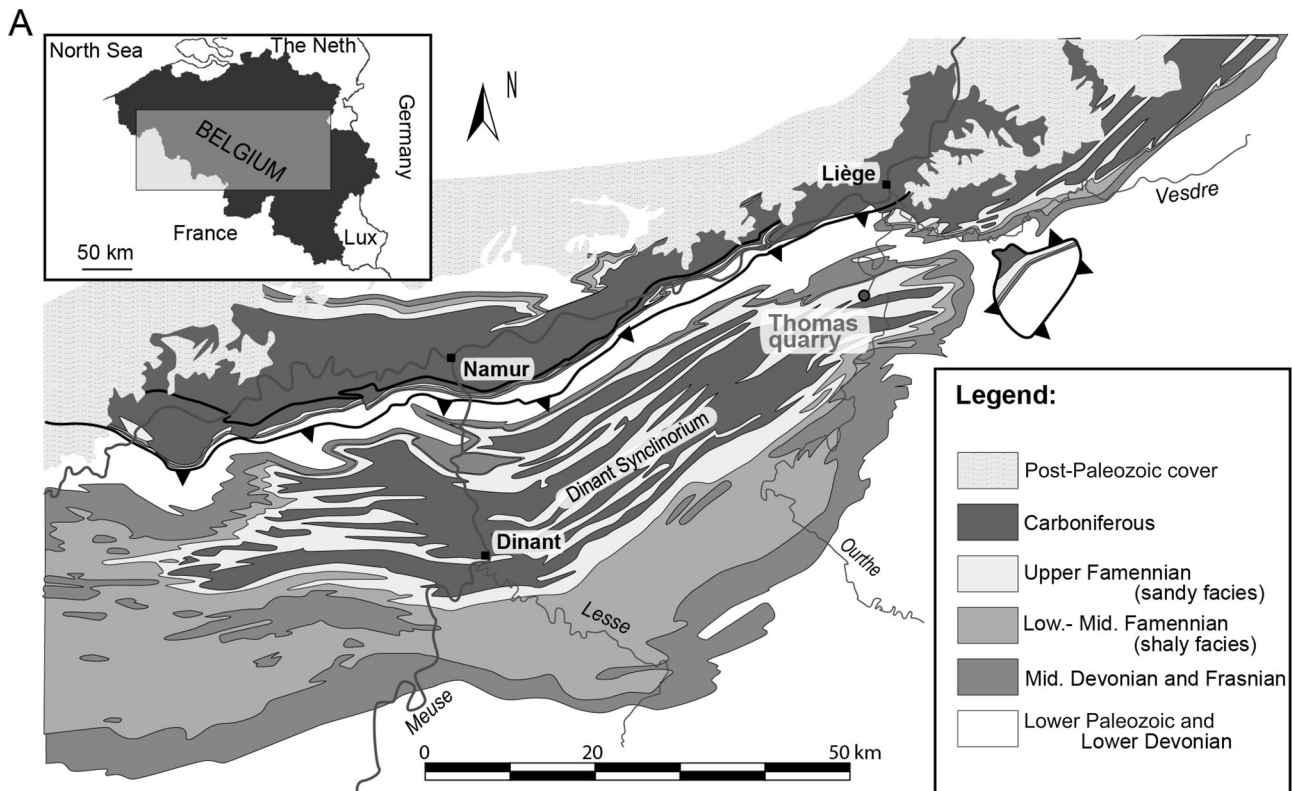 A
North Sea
The Neth
BELGIUM
Germany
France
Lux
50 km
N
Liège
Vesdre
Thomas
quarry
Namur
Dinant Synclinorium
Dinant
Ourthe
Lesse
Meuse
0 20 50 km
Legend:
Post-Paleozoic cover
Carboniferous
Upper Famennian
(sandy facies)
Low.- Mid. Famennian
(shaly facies)
Mid. Devonian and Frasnian
Lower Paleozoic and
Lower Devonian